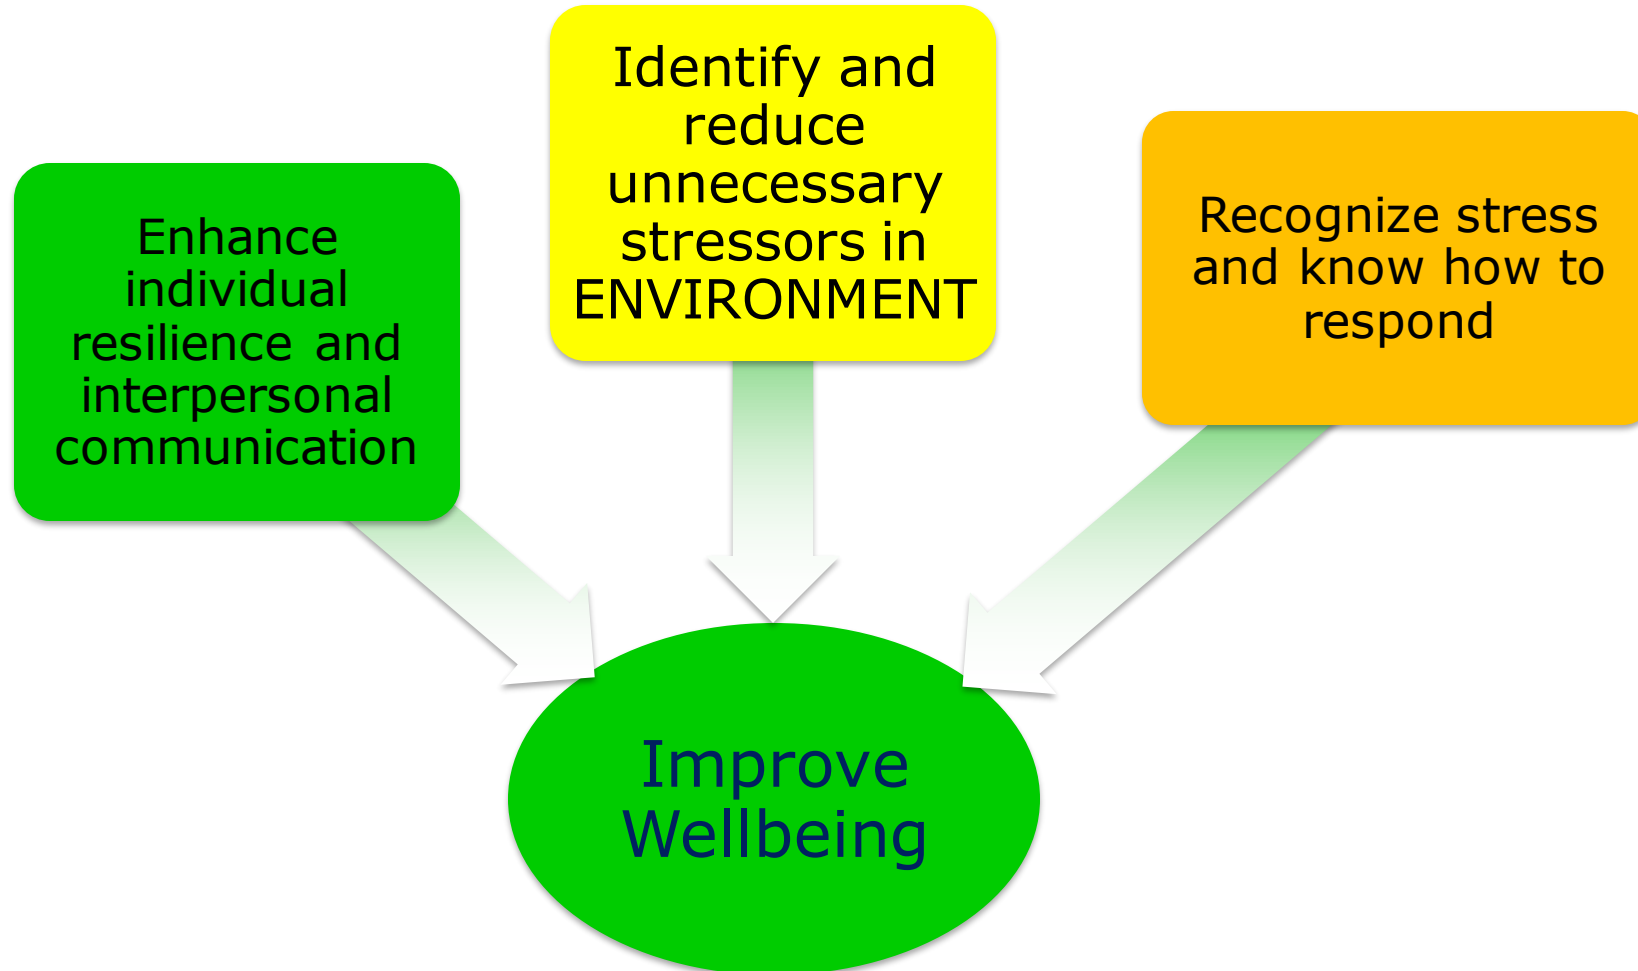 Enhance
individual
resilience and
interpersonal
communication
Identify and
reduce
unnecessary
stressors in
ENVIRONMENT
Recognize stress
and know how to
respond
Improve
Wellbeing